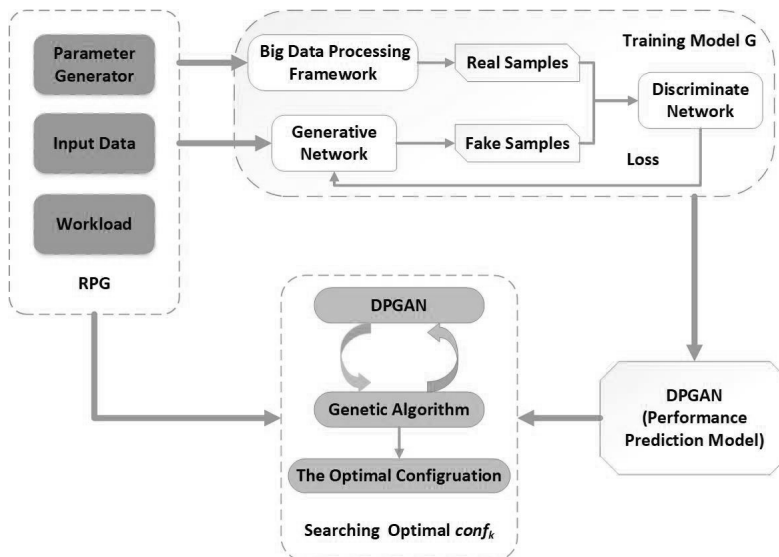 Parameter
Generator
Input Data
Workload
RPG
Training Model G
Big Data Processing
Framework
Real Samples
Discriminate
Network
Generative
Network
Fake Samples
Loss
DPGAN
Genetic Algorithm
The Optimal Configruation
Searching Optimal confₖ
DPGAN
(Performance
Prediction Model)